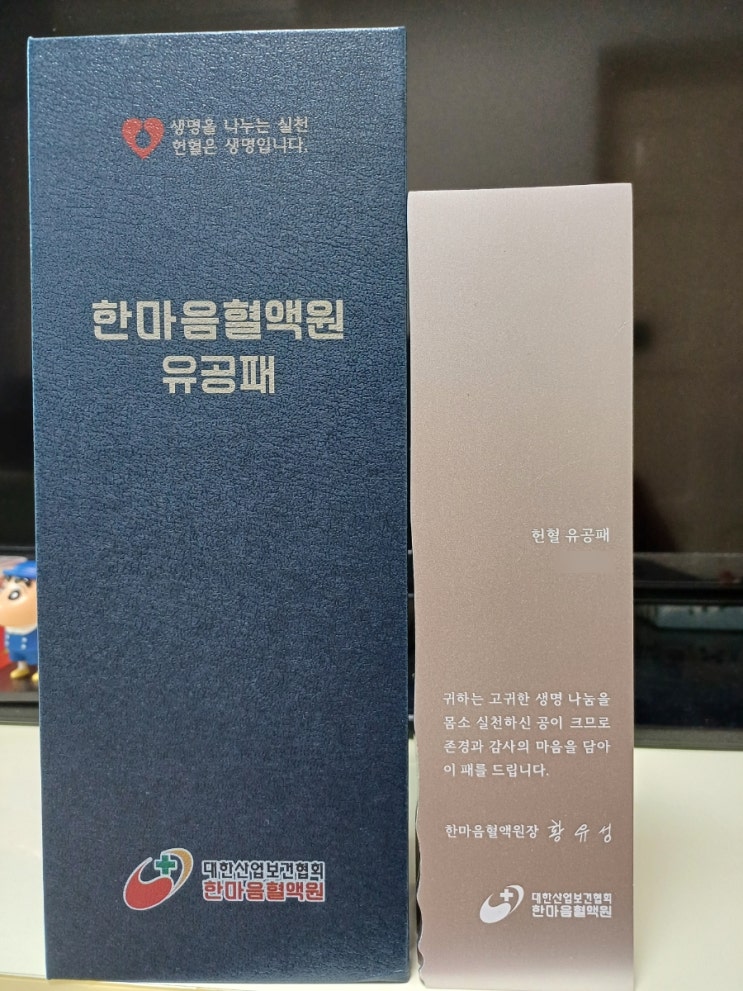 생명을 나누는 실천
헌혈은 생명입니다.
한마음혈액원
유공패
대한산업보건협회
한마음혈액원
헌혈 유공패
귀하는 고귀한 생명 나눔을
몸소 실천하신 공이 크므로
존경과 감사의 마음을 담아
이 패를 드립니다.
한마음혈액원장 황유성
대한산업보건협회
한마음혈액원